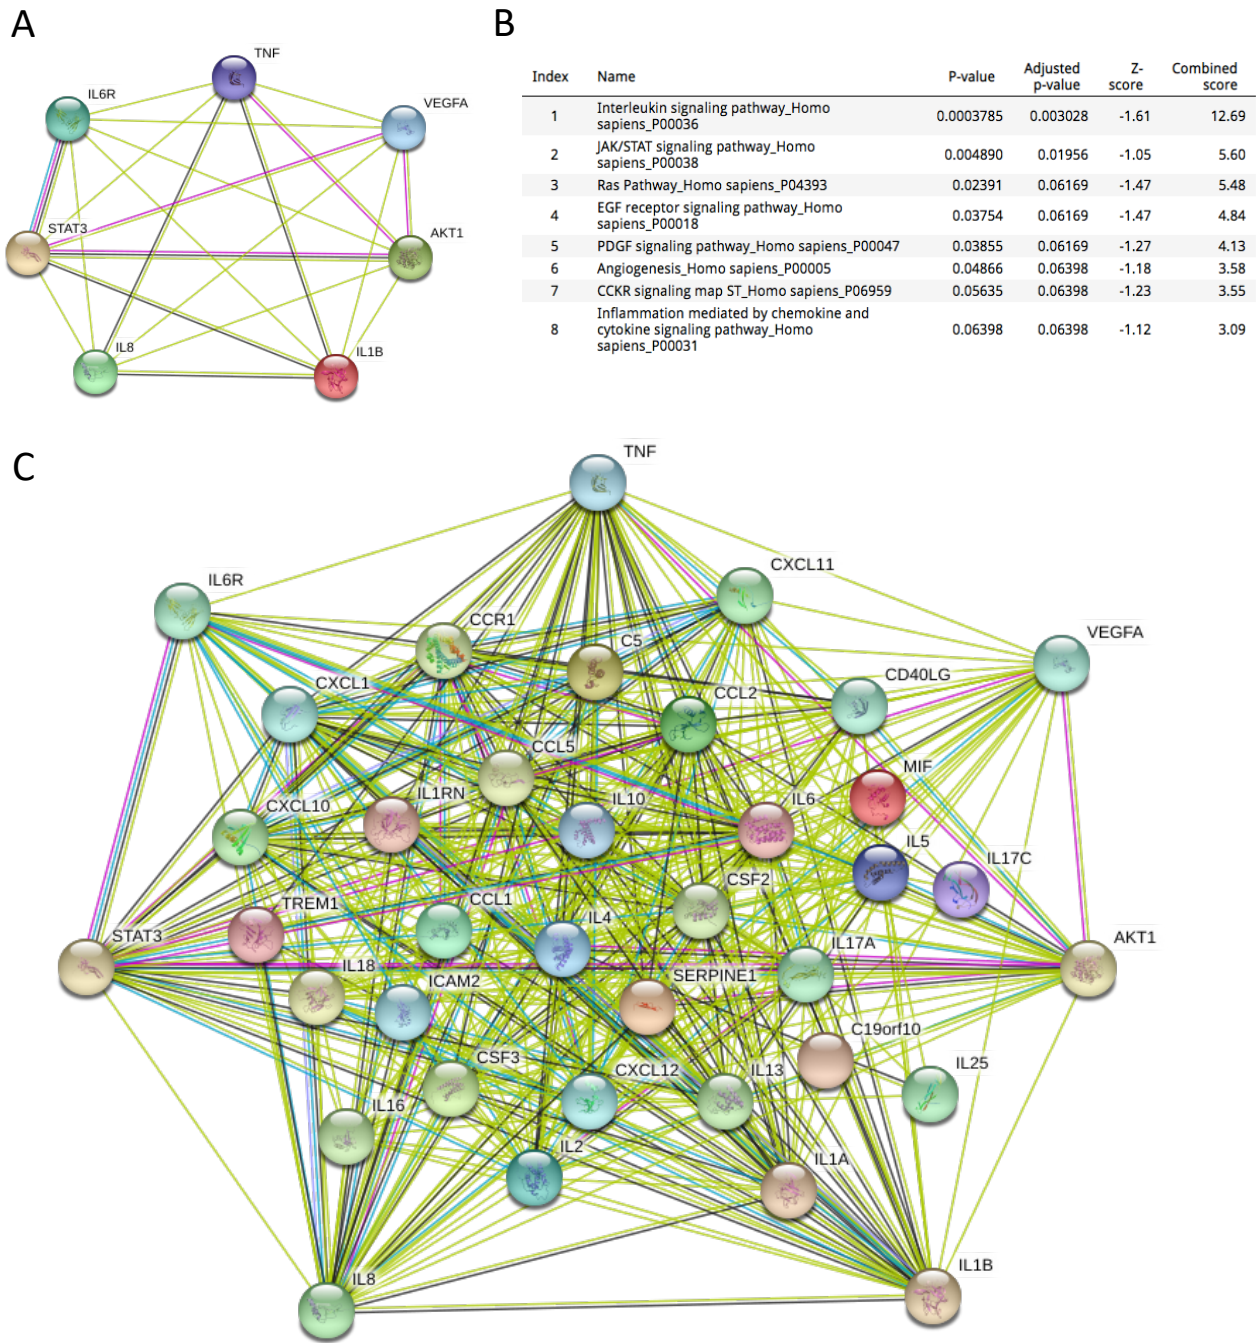 A
TNF
IL6R
VEGFA
STAT3
AKT1
IL8
IL1B
B
Index Name P-value Adjusted p-value Z-score Combined score
1 Interleukin signaling pathway_Homo
sapiens_P00036 0.0003785 0.003028 -1.61 12.69
2 JAK/STAT signaling pathway_Homo
sapiens_P00038 0.004890 0.01956 -1.05 5.60
3 Ras Pathway_Homo sapiens_P04393 0.02391 0.06169 -1.47 5.48
4 EGF receptor signaling pathway_Homo
sapiens_P00018 0.03754 0.06169 -1.47 4.84
5 PDGF signaling pathway_Homo sapiens_P00047 0.03855 0.06169 -1.27 4.13
6 Angiogenesis_Homo sapiens_P00005 0.04866 0.06398 -1.18 3.58
7 CCKR signaling map ST_Homo sapiens_P06959 0.05635 0.06398 -1.23 3.55
8 Inflammation mediated by chemokine and
cytokine signaling pathway_Homo
sapiens_P00031 0.06398 0.06398 -1.12 3.09
C
TNF
CXCL11
IL6R
CCR1
C5
VEGFA
CD40LG
CXCL1
CCL2
CCL5
MIF
IL1RN
IL10
IL6
CXCL10
IL5
IL17C
CSF2
TREM1
CCL1
IL4
STAT3
AKT1
IL17A
IL18
ICAM2
SERPINE1
C19orf10
CSF3
CXCL12
IL13
IL25
IL16
IL2
IL1A
IL8
IL1B